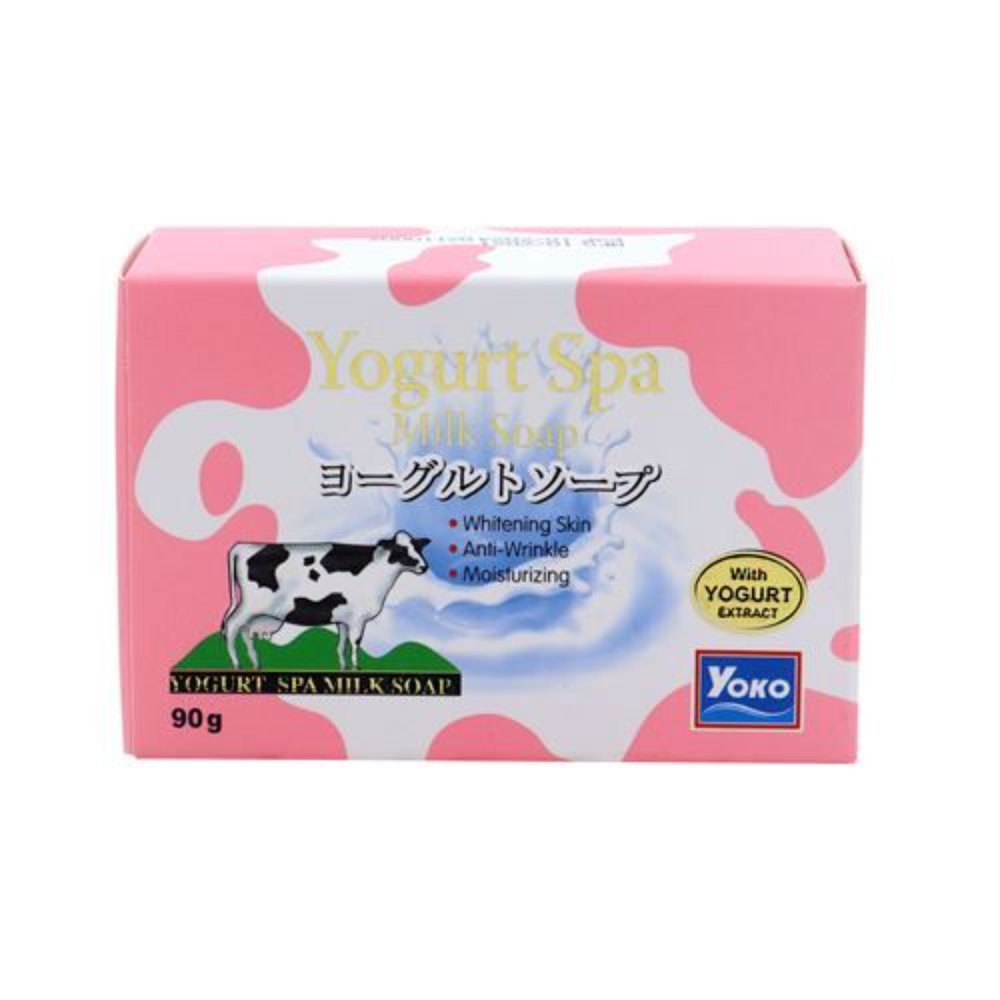 Yogurt Spa
Milk Soap
ヨーグルトソープ
• Whitening Skin
• Anti-Wrinkle
• Moisturizing
With
YOGURT
EXTRACT
YOKO
YOGURT SPA MILK SOAP
90 g